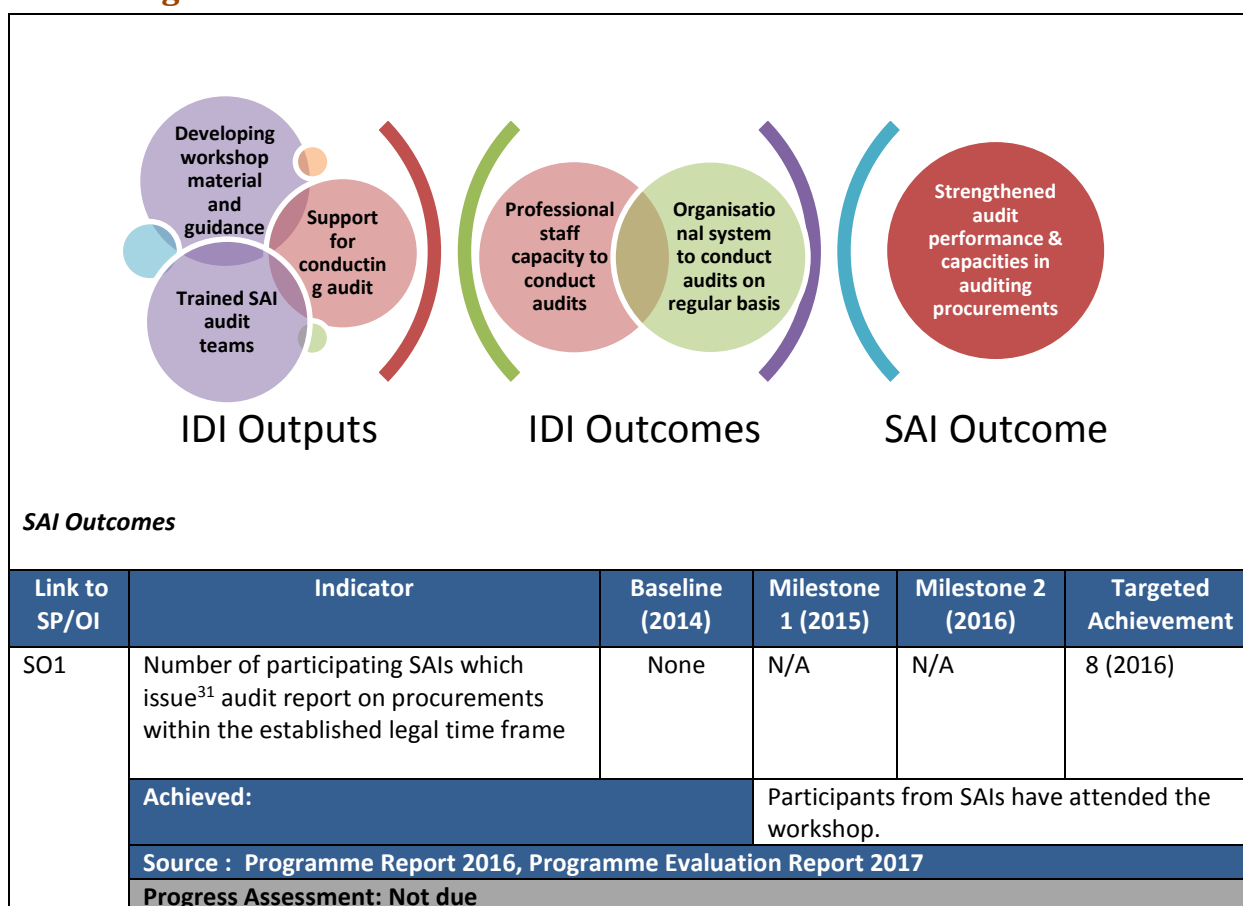 Developing
workshop
material
and
guidance
Support
for
conductin
g audit
Trained SAI
audit
teams
IDI Outputs
Professional
staff
capacity to
conduct
audits
Organisatio
nal system
to conduct
audits on
regular basis
IDI Outcomes
Strengthened
audit
performance &
capacities in
auditing
procurements
SAI Outcome
SAI Outcomes
Link to
SP/OI
Indicator
Baseline
(2014)
Milestone
1 (2015)
Milestone 2
(2016)
Targeted
Achievement
SO1
Number of participating SAIs which
issue31 audit report on procurements
within the established legal time frame
None
N/A
N/A
8 (2016)
Achieved:
Participants from SAIs have attended the
workshop.
Source : Programme Report 2016, Programme Evaluation Report 2017
Progress Assessment: Not due